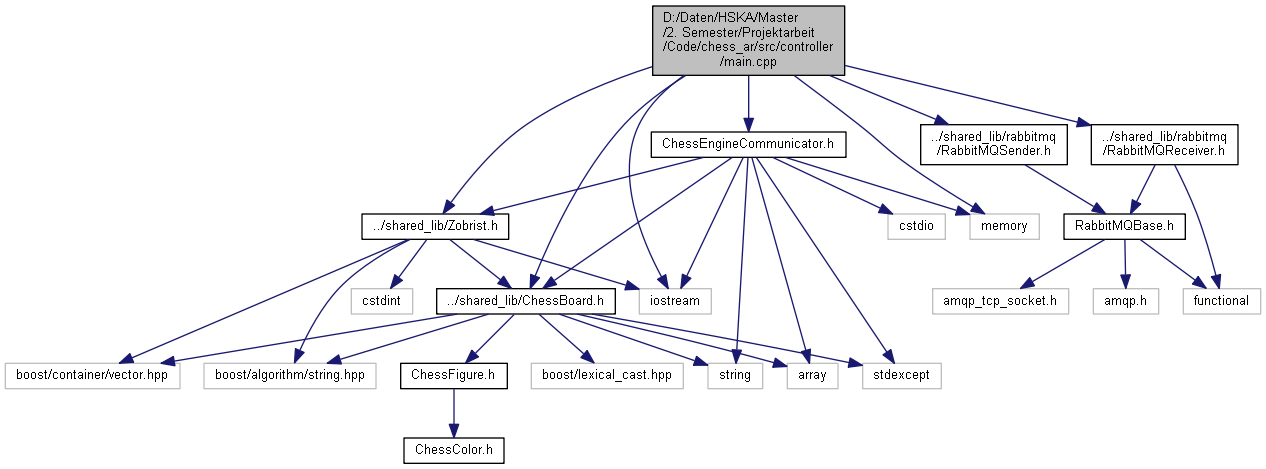 D:/Daten/HSKA/Master
/2. Semester/Projektarbeit
/Code/chess_ar/src/controller
/main.cpp
ChessEngineCommunicator.h
../shared_lib/rabbitmq
/RabbitMQSender.h
../shared_lib/rabbitmq
/RabbitMQReceiver.h
../shared_lib/Zobrist.h
cstdio
memory
RabbitMQBase.h
cstdint
../shared_lib/ChessBoard.h
iostream
amqp_tcp_socket.h
amqp.h
functional
boost/container/vector.hpp
boost/algorithm/string.hpp
ChessFigure.h
boost/lexical_cast.hpp
string
array
stdexcept
ChessColor.h